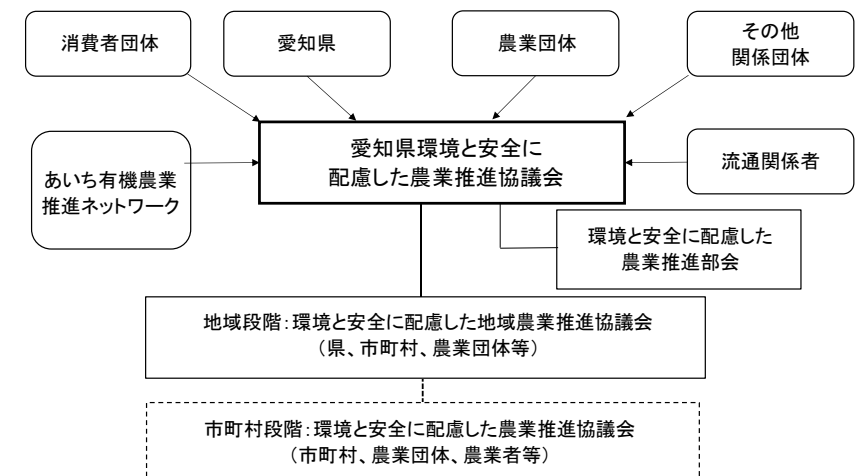 消費者団体
愛知県
農業団体
その他
関係団体
愛知県環境と安全に
配慮した農業推進協議会
あいち有機農業
推進ネットワーク
流通関係者
環境と安全に配慮した
農業推進部会
地域段階：環境と安全に配慮した地域農業推進協議会
（県、市町村、農業団体等）
市町村段階：環境と安全に配慮した農業推進協議会
（市町村、農業団体、農業者等）